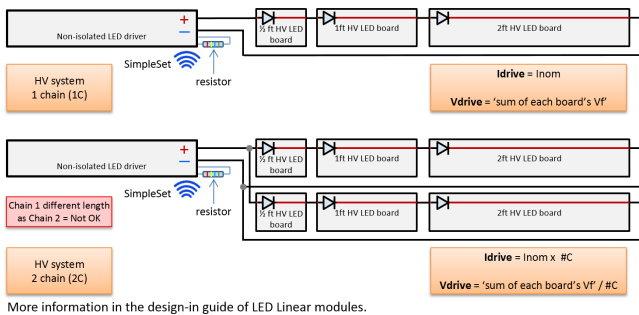 Non-isolated LED driver
+
−
SimpleSet
resistor
½ ft HV LED
board
1ft HV LED board
2ft HV LED board
HV system
1 chain (1C)
Idrive = Inom
Vdrive = ‘sum of each board’s Vf’
Non-isolated LED driver
+
−
SimpleSet
resistor
½ ft HV LED
board
1ft HV LED board
2ft HV LED board
½ ft HV LED
board
1ft HV LED board
2ft HV LED board
Chain 1 different length
as Chain 2 = Not OK
HV system
2 chain (2C)
Idrive = Inom x #C
Vdrive = ‘sum of each board’s Vf’ / #C
More information in the design-in guide of LED Linear modules.